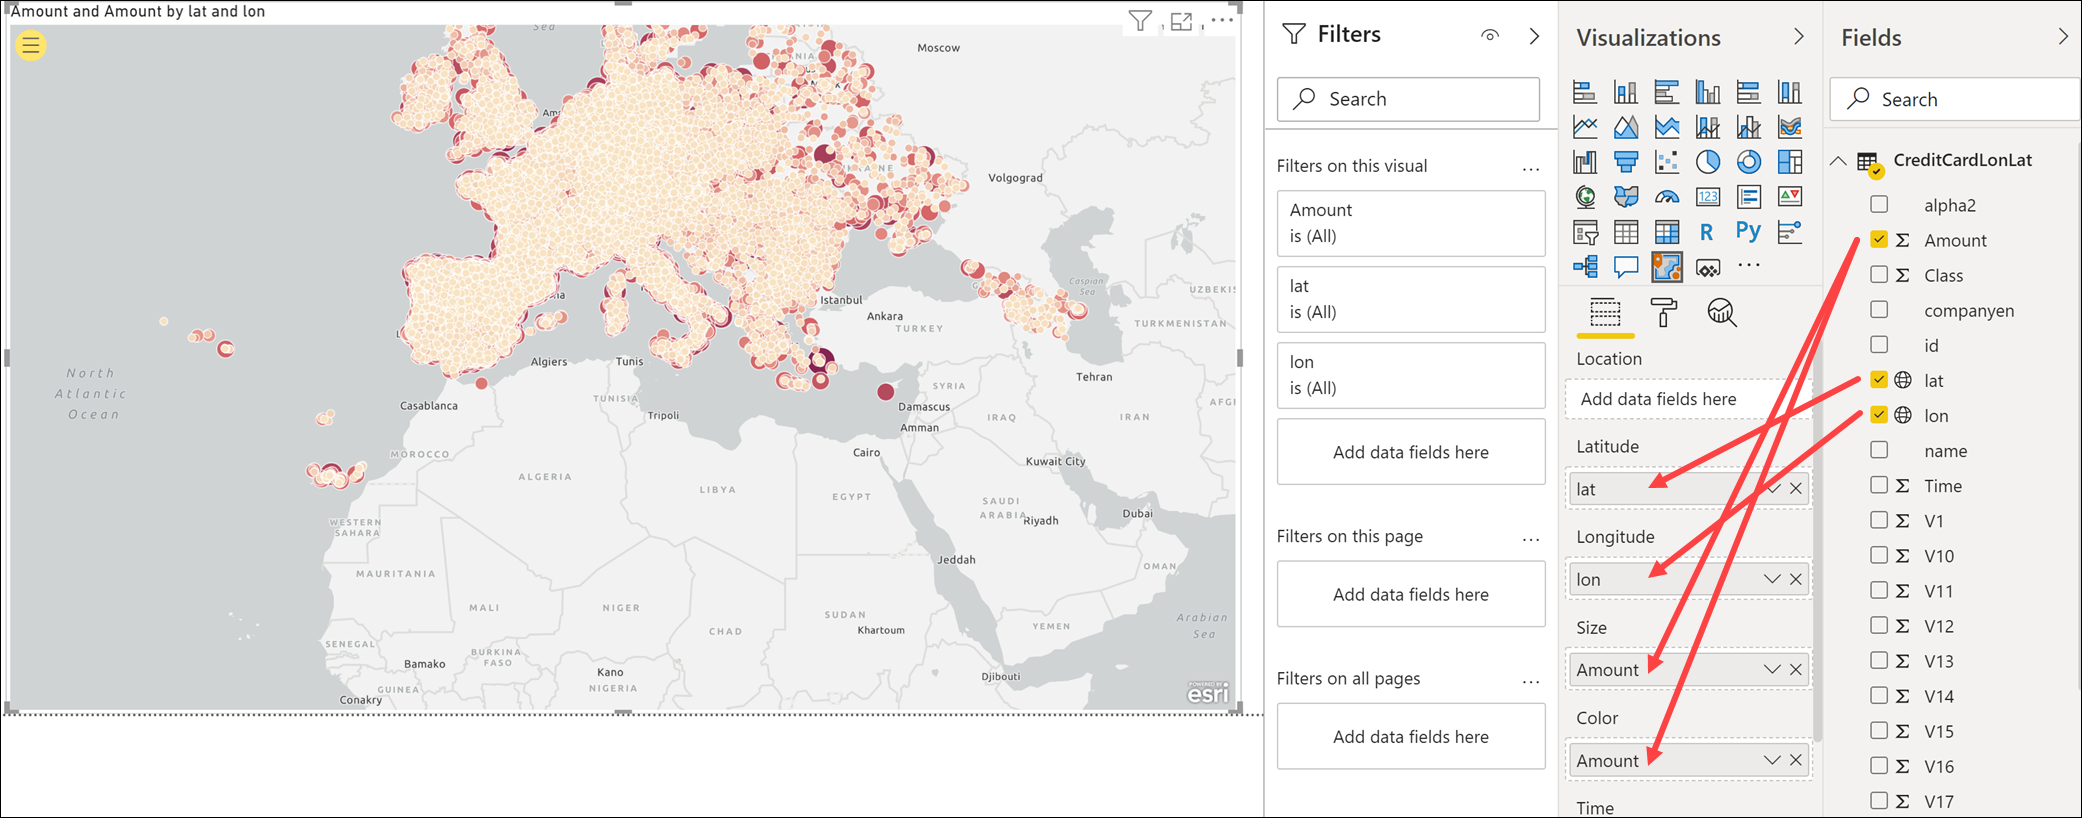 Amount and Amount by lat and lon
Sea
Moscow
Volgograd
Caspian
Sea
UZBEKIS
TURKMENISTAN
Istanbul
Ankara
TURKEY
Tehran
North
Atlantic
Ocean
Algiers
Tunis
Casablanca
TUNISIA
Tripoli
SYRIA
Damascus
IRAQ
IRAN
AFG
Amman
MOROCCO
Cairo
Kuwait City
ALGERIA
LIBYA
EGYPT
SAUDI
ARABIA
Riyadh
Dubai
WESTERN
SAHARA
Jeddah
OMAN
MAURITANIA
MALI
NIGER
SUDAN
CHAD
Khartoum
YEMEN
Arabian
Sea
SENEGAL
Bamako
BURKINA
FASO
Kano
NIGERIA
Djibouti
GUINEA
Conakry
POWERED BY
esri
Filters
Search
Filters on this visual
...
Amount
is (All)
lat
is (All)
lon
is (All)
Add data fields here
Filters on this page
...
Add data fields here
Filters on all pages
...
Add data fields here
Visualizations
123
R
Py
...
Location
Add data fields here
Latitude
lat
Longitude
lon
Size
Amount
Color
Amount
Time
Fields
Search
CreditCardLonLat
alpha2
Σ Amount
Σ Class
companyen
id
lat
lon
name
Σ Time
Σ V1
Σ V10
Σ V11
Σ V12
Σ V13
Σ V14
Σ V15
Σ V16
Σ V17